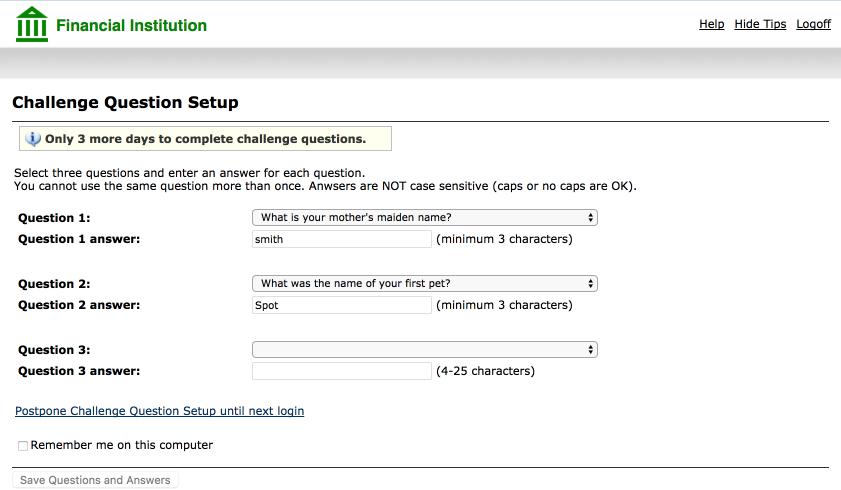 Financial Institution
Help Hide Tips Logoff
Challenge Question Setup
Only 3 more days to complete challenge questions.
Select three questions and enter an answer for each question.
You cannot use the same question more than once. Anwsers are NOT case sensitive (caps or no caps are OK).
Question 1: What is your mother's maiden name?
Question 1 answer: smith (minimum 3 characters)
Question 2: What was the name of your first pet?
Question 2 answer: Spot (minimum 3 characters)
Question 3:
Question 3 answer: (4-25 characters)
Postpone Challenge Question Setup until next login
Remember me on this computer
Save Questions and Answers